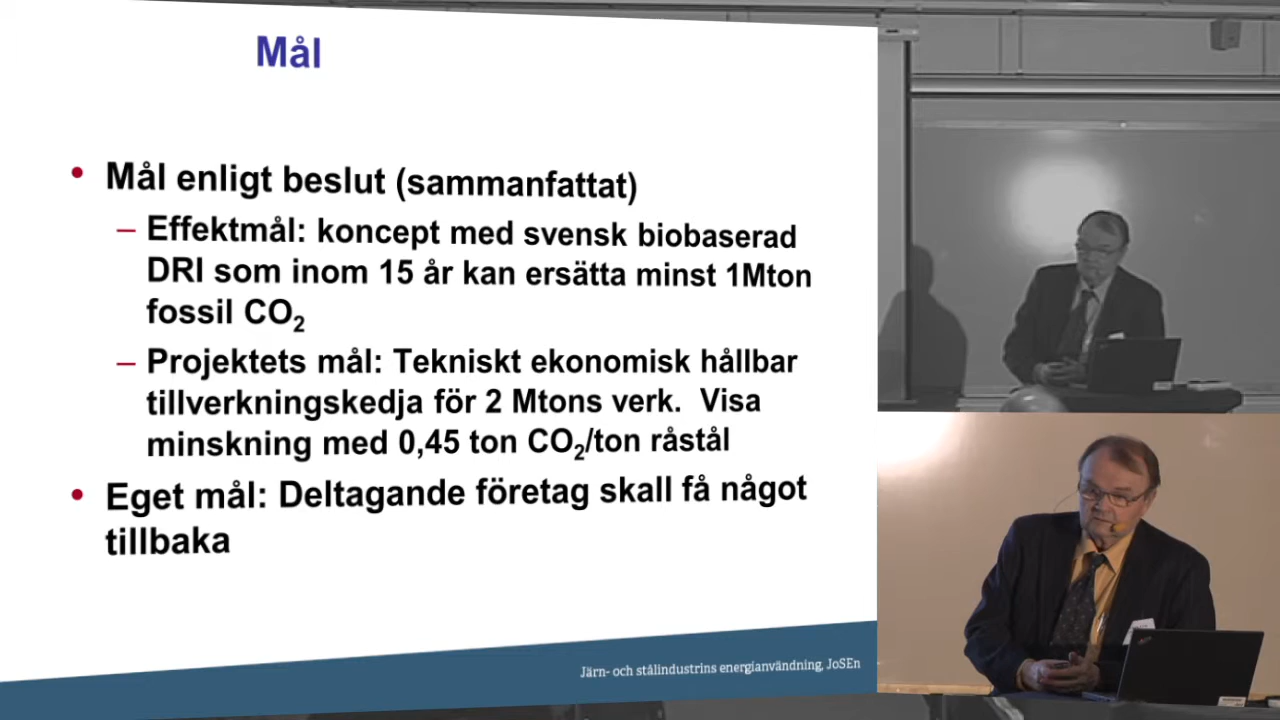 Mål
• Mål enligt beslut (sammanfattat)
– Effektmål: koncept med svensk biobaserad
DRI som inom 15 år kan ersätta minst 1Mton
fossil CO₂
– Projektets mål: Tekniskt ekonomisk hållbar
tillverkningskedja för 2 Mtons verk. Visa
minskning med 0,45 ton CO₂/ton råstål
• Eget mål: Deltagande företag skall få något
tillbaka
Järn- och stålindustrins energianvändning, JoSEn